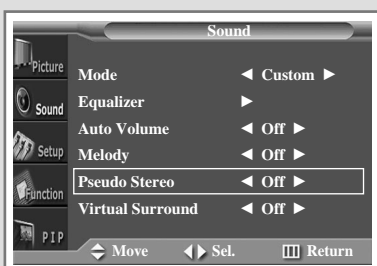 Sound
Picture
Sound
Setup
Function
PIP
Mode ◄ Custom ►
Equalizer ►
Auto Volume ◄ Off ►
Melody ◄ Off ►
Pseudo Stereo ◄ Off ►
Virtual Surround ◄ Off ►
Move Sel. Return